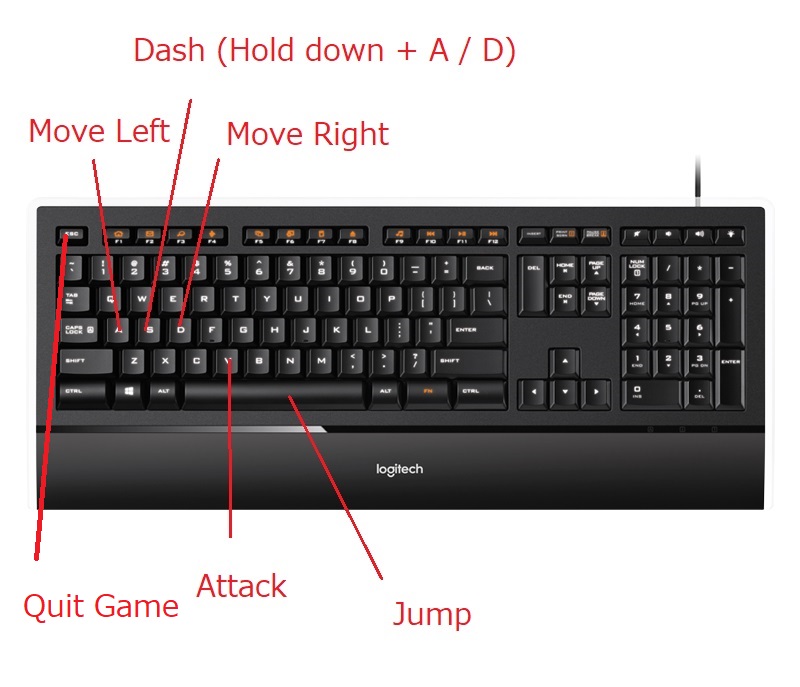 Dash (Hold down + A / D)
Move Left
Move Right
ESC F1 F2 F3 F4 F5 F6 F7 F8 F9 F10 F11 F12 INSERT PRINT SCRN PAUSE BREAK
~ ` ! 1 @ 2 # 3 $ 4 % 5 ^ 6 & 7 * 8 ( 9 ) 0 _ - + = BACK DEL HOME PAGE UP NUM LOCK / * -
TAB Q W E R T Y U I O P { [ } ] | \ END PAGE DOWN 7 HOME 8 9 PG UP +
CAPS LOCK A S D F G H J K L : ; " ' ENTER 4 5 6
SHIFT Z X C V B N M < , > . ? / SHIFT 1 END 2 3 PG DN ENTER
CTRL ALT ALT FN CTRL 0 INS . DEL
logitech
Attack
Quit Game
Jump